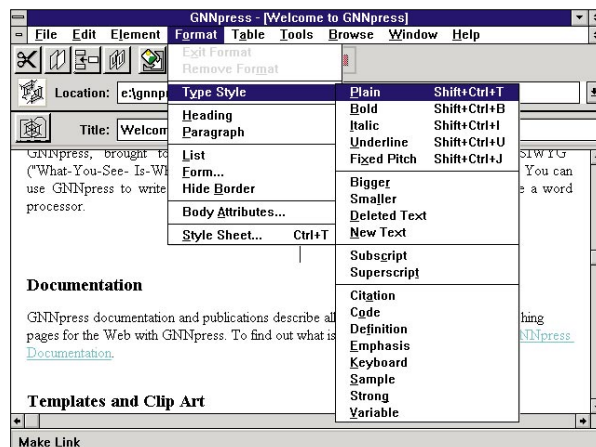 GNNpress - [Welcome to GNNpress]
File Edit Element Format Table Tools Browse Window Help
Exit Format
Remove Format
Location: e:\gnnp
Title: Welcom
Type Style
Heading
Paragraph
List
Form...
Hide Border
Body Attributes...
Style Sheet... Ctrl+T
Plain Shift+Ctrl+T
Bold Shift+Ctrl+B
Italic Shift+Ctrl+I
Underline Shift+Ctrl+U
Fixed Pitch Shift+Ctrl+J
Bigger
Smaller
Deleted Text
New Text
Subscript
Superscript
Citation
Code
Definition
Emphasis
Keyboard
Sample
Strong
Variable
GNNpress, brought to SIWYG
("What-You-See- Is-Wh You can
use GNNpress to write e a word
processor.
Documentation
GNNpress documentation and publications describe al hing
pages for the Web with GNNpress. To find out what is NNpress
Documentation.
Templates and Clip Art
Make Link